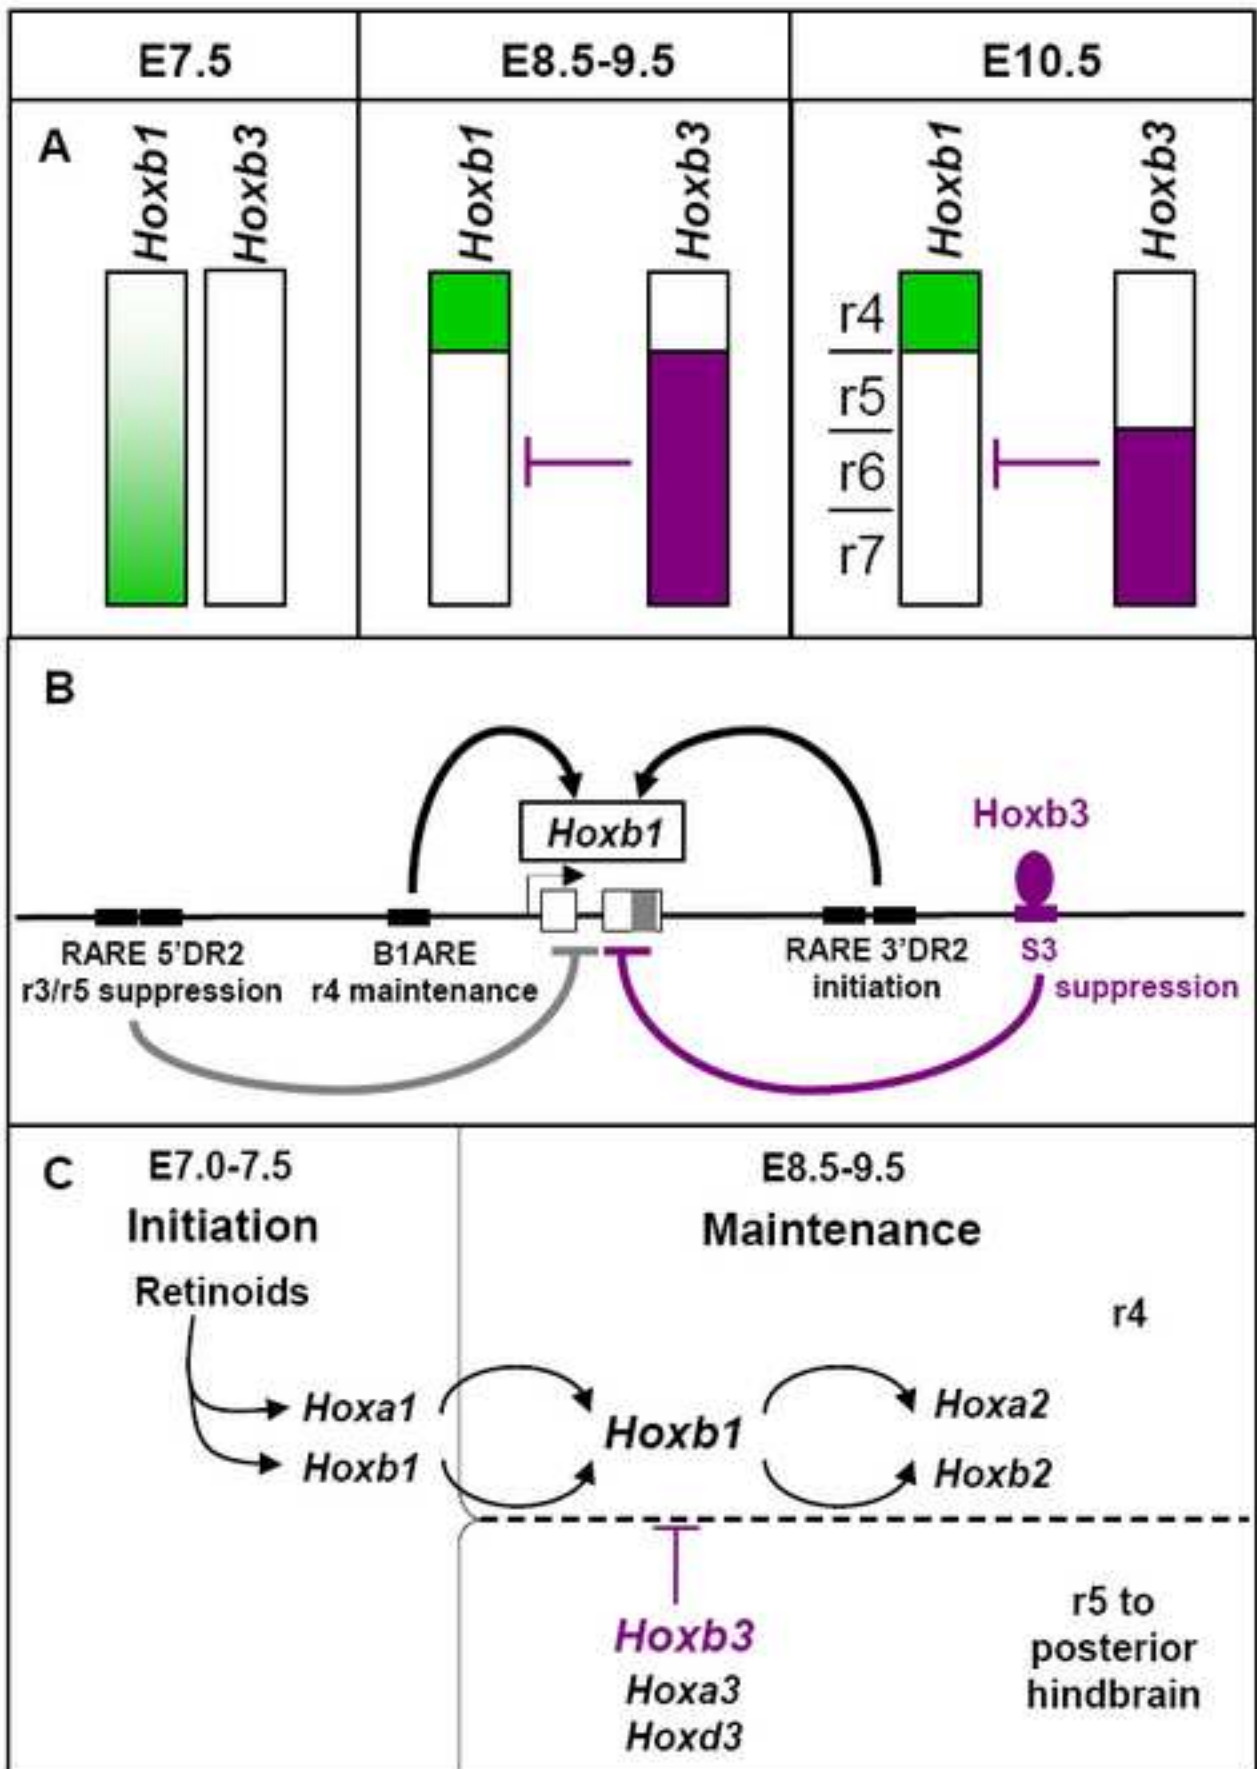 E7.5
E8.5-9.5
E10.5
A
Hoxb1
Hoxb3
Hoxb1
Hoxb3
Hoxb1
Hoxb3
r4
r5
r6
r7
B
Hoxb1
Hoxb3
RARE 5'DR2
r3/r5 suppression
B1ARE
r4 maintenance
RARE 3'DR2
initiation
S3
suppression
C
E7.0-7.5
Initiation
Retinoids
E8.5-9.5
Maintenance
r4
Hoxa1
Hoxb1
Hoxb1
Hoxa2
Hoxb2
Hoxb3
Hoxa3
Hoxd3
r5 to
posterior
hindbrain